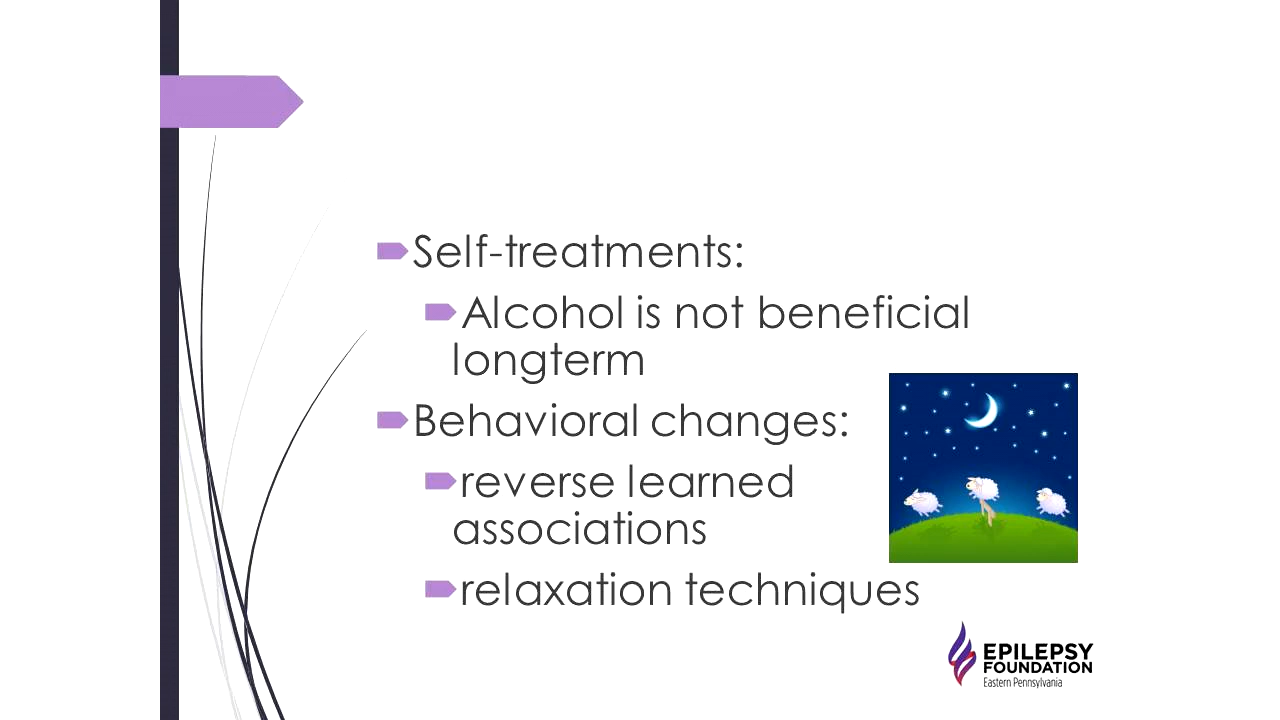 Self-treatments:
Alcohol is not beneficial
longterm
Behavioral changes:
reverse learned
associations
relaxation techniques
EPILEPSY
FOUNDATION
Eastern Pennsylvania